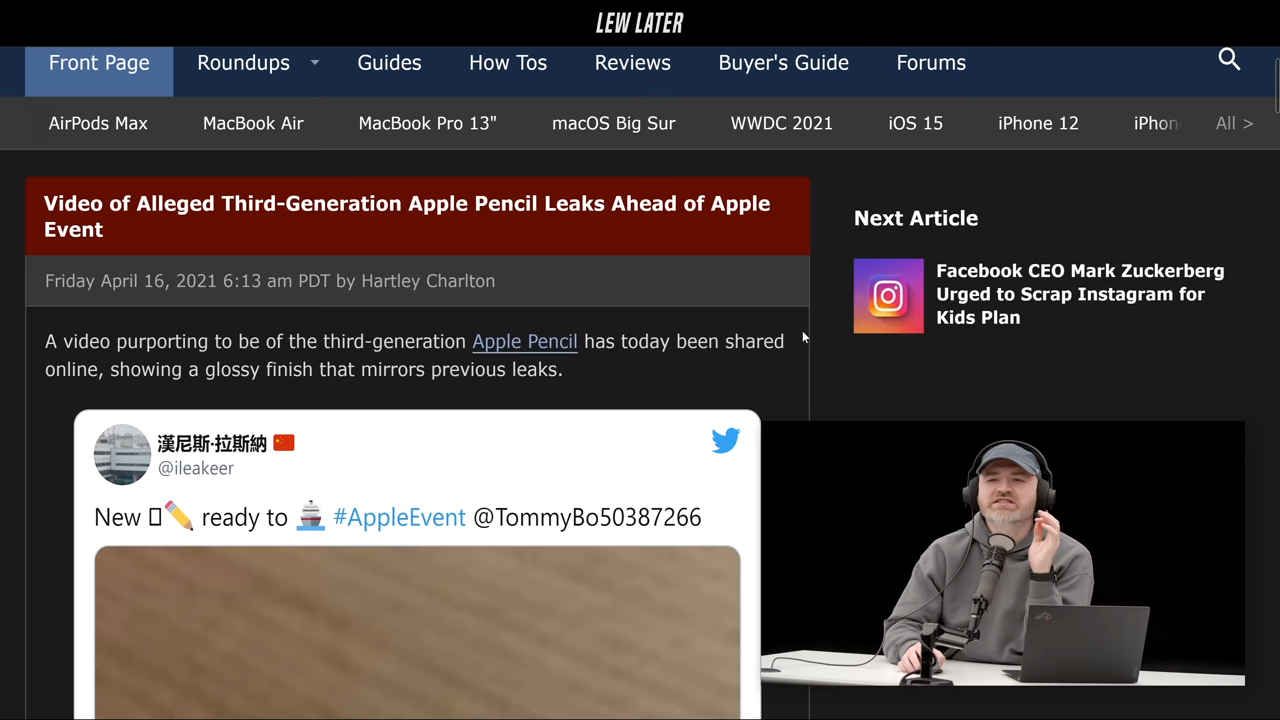 LEW LATER
Front Page Roundups Guides How Tos Reviews Buyer's Guide Forums
AirPods Max MacBook Air MacBook Pro 13" macOS Big Sur WWDC 2021 iOS 15 iPhone 12 iPhon All >
Video of Alleged Third-Generation Apple Pencil Leaks Ahead of Apple
Event
Friday April 16, 2021 6:13 am PDT by Hartley Charlton
A video purporting to be of the third-generation Apple Pencil has today been shared
online, showing a glossy finish that mirrors previous leaks.
漢尼斯·拉斯納 🇨🇳
@ileakeer
New ✏️ ready to 🛳 #AppleEvent @TommyBo50387266
Next Article
Facebook CEO Mark Zuckerberg
Urged to Scrap Instagram for
Kids Plan